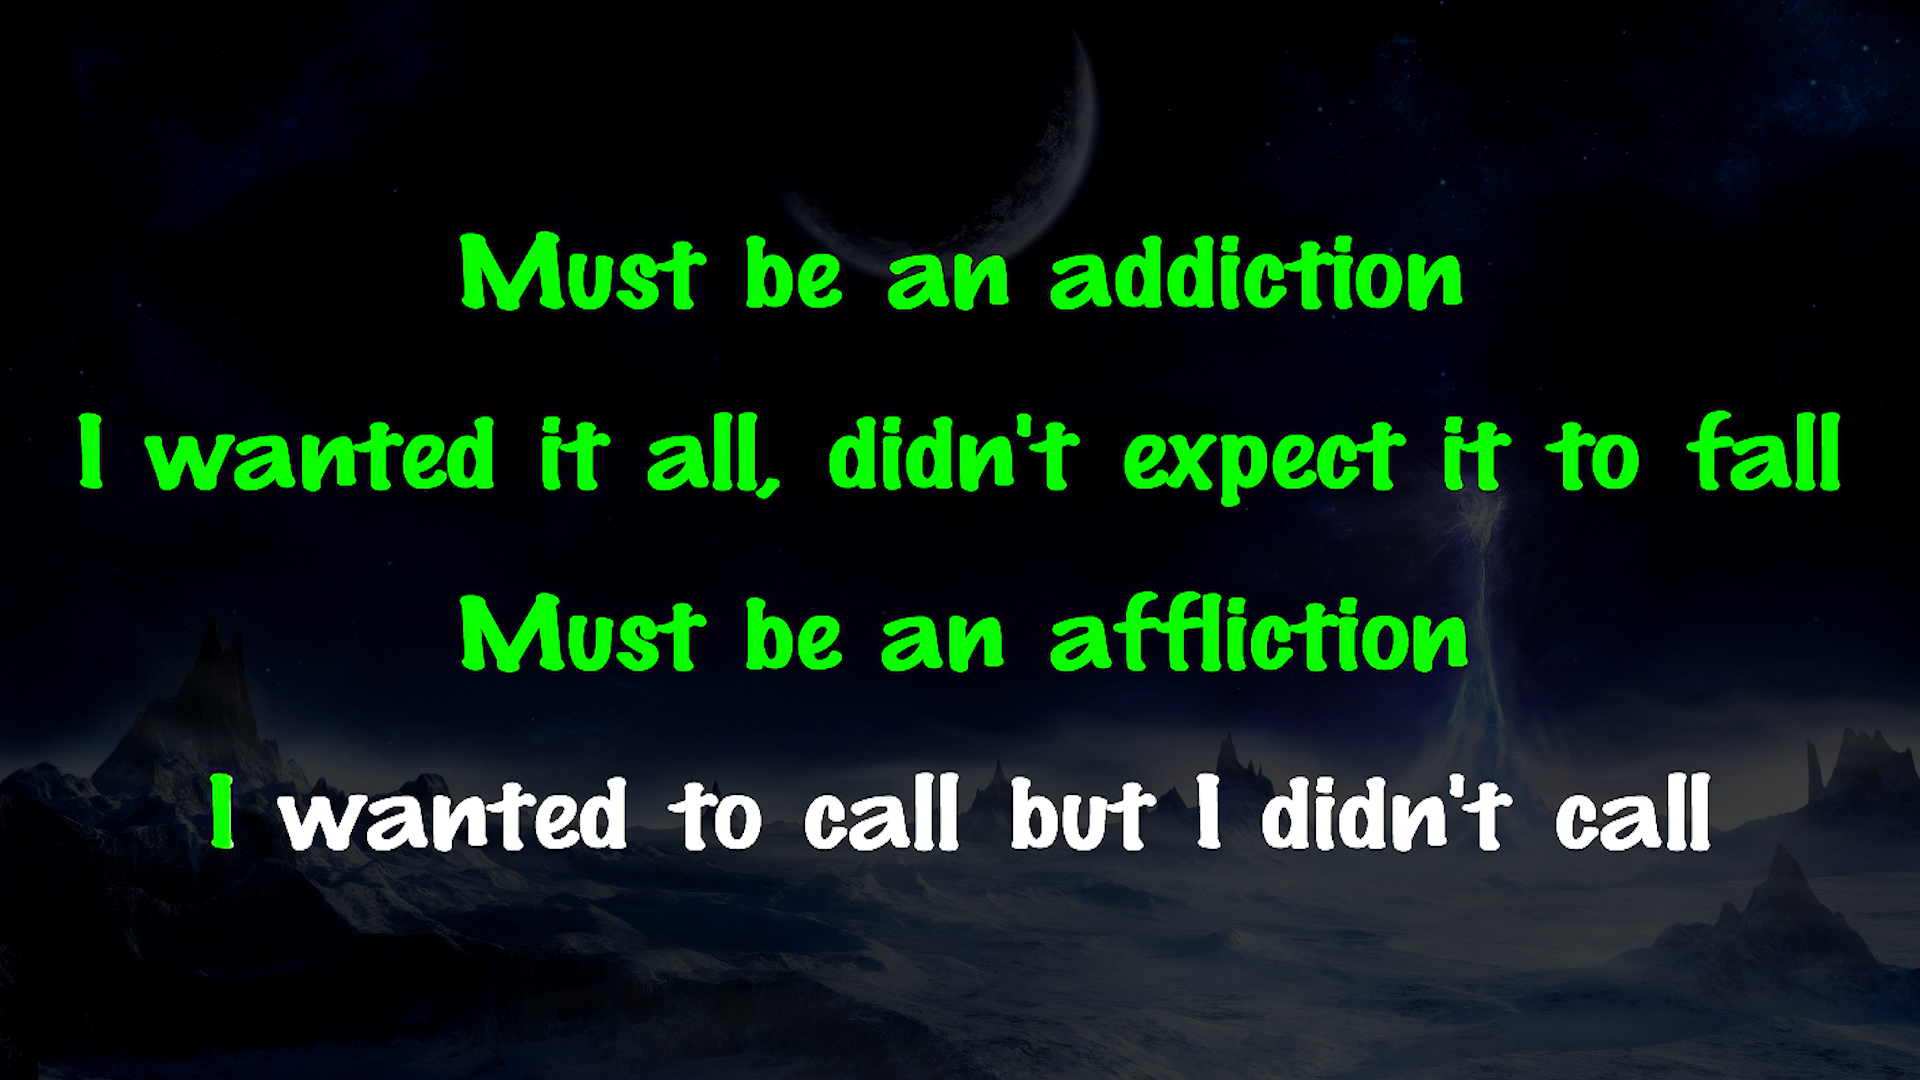 Must be an addiction
I wanted it all, didn't expect it to fall
Must be an affliction
I wanted to call but I didn't call